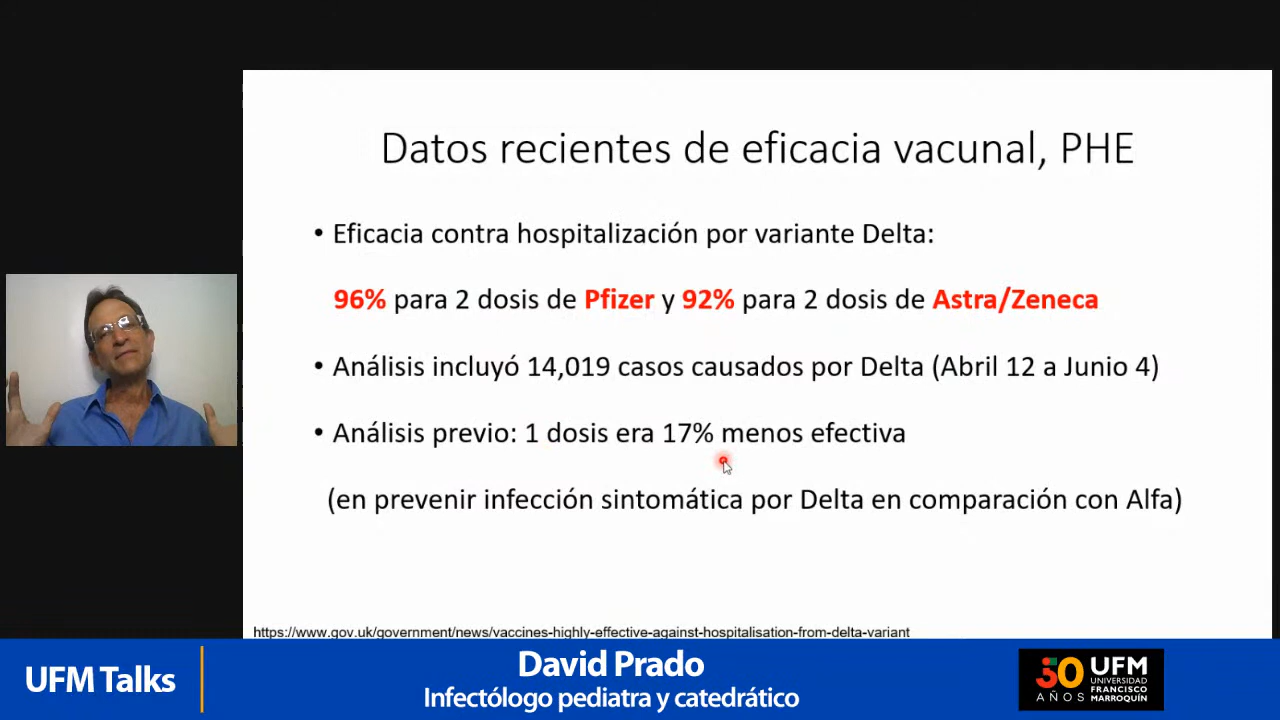 Datos recientes de eficacia vacunal, PHE
• Eficacia contra hospitalización por variante Delta:
96% para 2 dosis de Pfizer y 92% para 2 dosis de Astra/Zeneca
• Análisis incluyó 14,019 casos causados por Delta (Abril 12 a Junio 4)
• Análisis previo: 1 dosis era 17% menos efectiva
(en prevenir infección sintomática por Delta en comparación con Alfa)
https://www.gov.uk/government/news/vaccines-highly-effective-against-hospitalisation-from-delta-variant
UFM Talks
David Prado
Infectólogo pediatra y catedrático
50
AÑOS
UFM
UNIVERSIDAD
FRANCISCO
MARROQUÍN